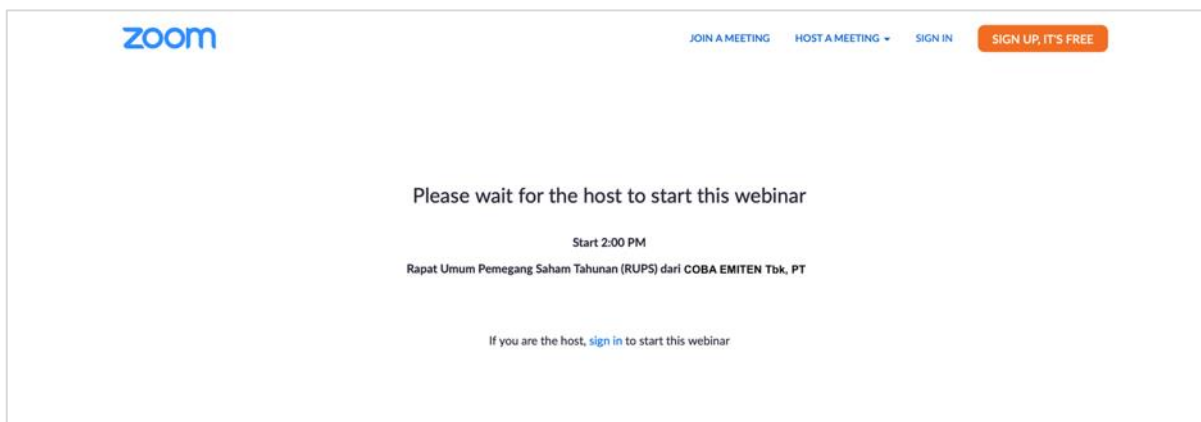 zoom
JOIN A MEETING HOST A MEETING SIGN IN SIGN UP, IT'S FREE
Please wait for the host to start this webinar
Start 2:00 PM
Rapat Umum Pemegang Saham Tahunan (RUPS) dari COBA EMITEN Tbk, PT
If you are the host, sign in to start this webinar